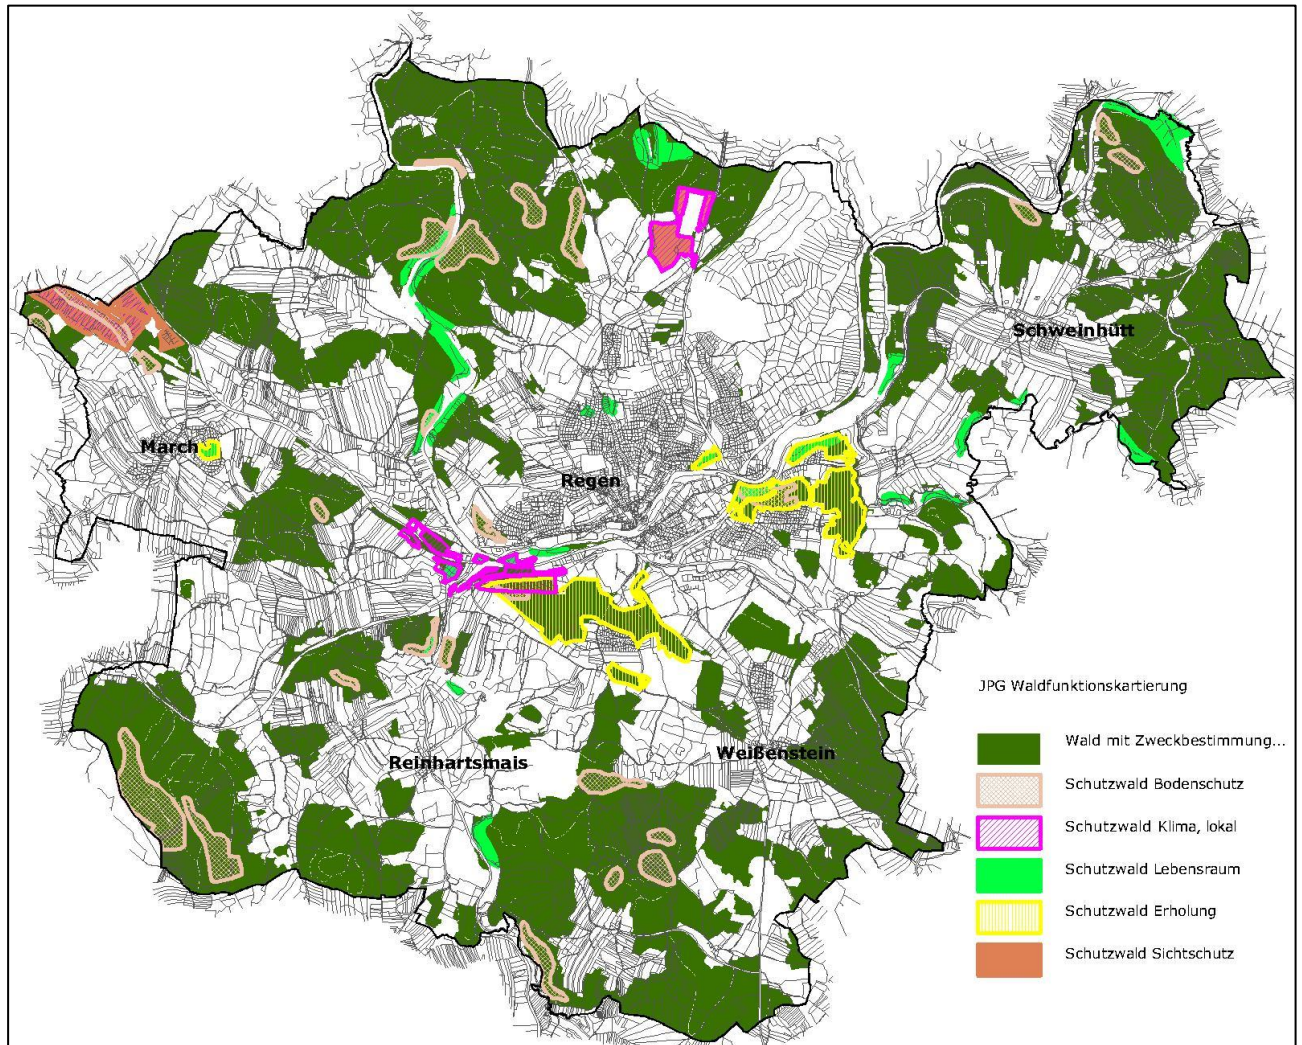 Schweinhütt
March
Regen
JPG Waldfunktionskartierung
Wald mit Zweckbestimmung...
Weißenstein
Reinhartsmais
Schutzwald Bodenschutz
Schutzwald Klima, lokal
Schutzwald Lebensraum
Schutzwald Erholung
Schutzwald Sichtschutz